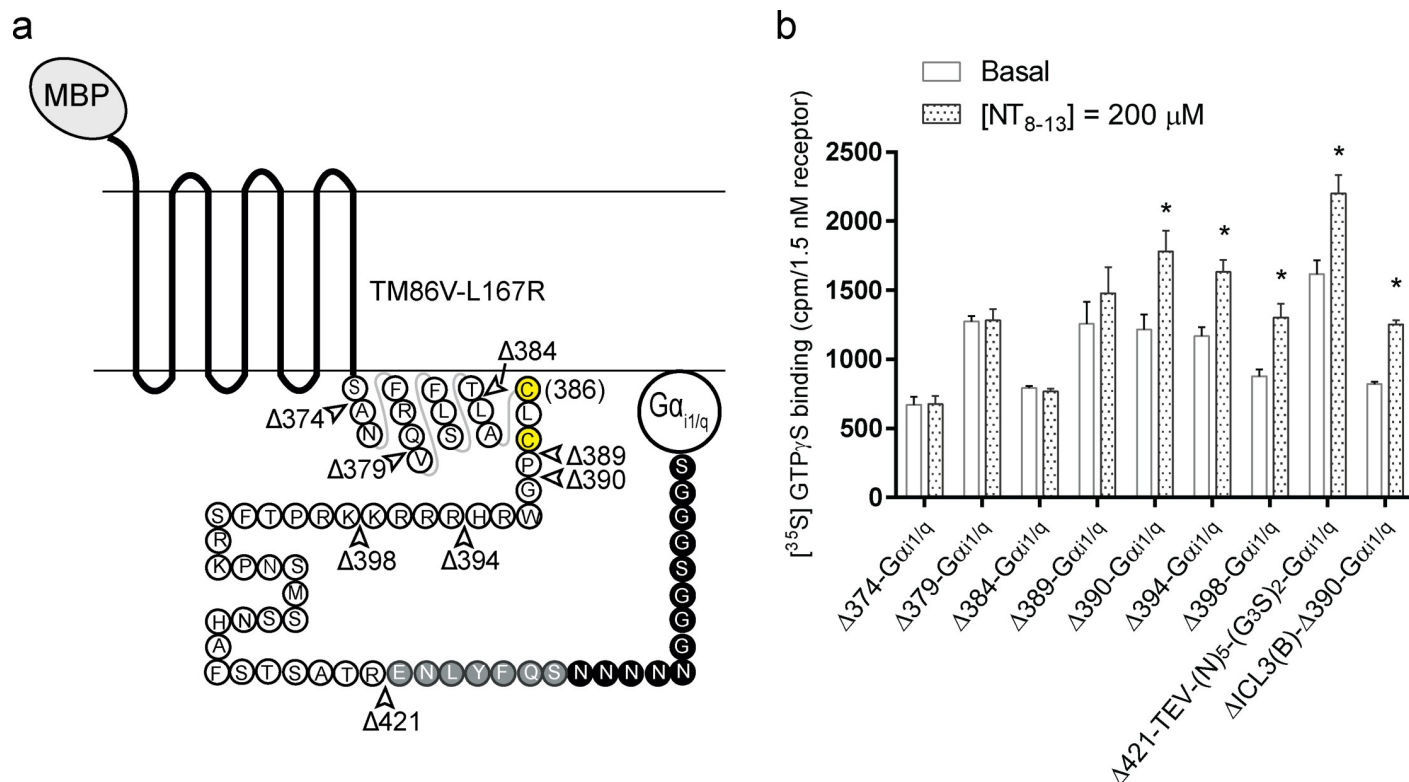 a
MBP
TM86V-L167R
Δ384
S F F T C (386)
A R L L L
Δ374
N Q S A C
V
Δ379
Δ389
P
Δ390
G
Gαi1/q
S F T P R K K R R R H R W
Δ398
Δ394
R
K P N S
M
H N S S
A
F S T S A T R E N L Y F Q S N N N N N
Δ421
S
G
G
G
S
G
G
G
b
Basal
[NT8-13] = 200 μM
[35S] GTPγS binding (cpm/1.5 nM receptor)
2500
2000
1500
1000
500
0
* * * * *
Δ374-Gαi1/q
Δ379-Gαi1/q
Δ384-Gαi1/q
Δ389-Gαi1/q
Δ390-Gαi1/q
Δ394-Gαi1/q
Δ398-Gαi1/q
Δ421-TEV-(N)5-(G3S)2-Gαi1/q
ΔICL3(B)-Δ390-Gαi1/q